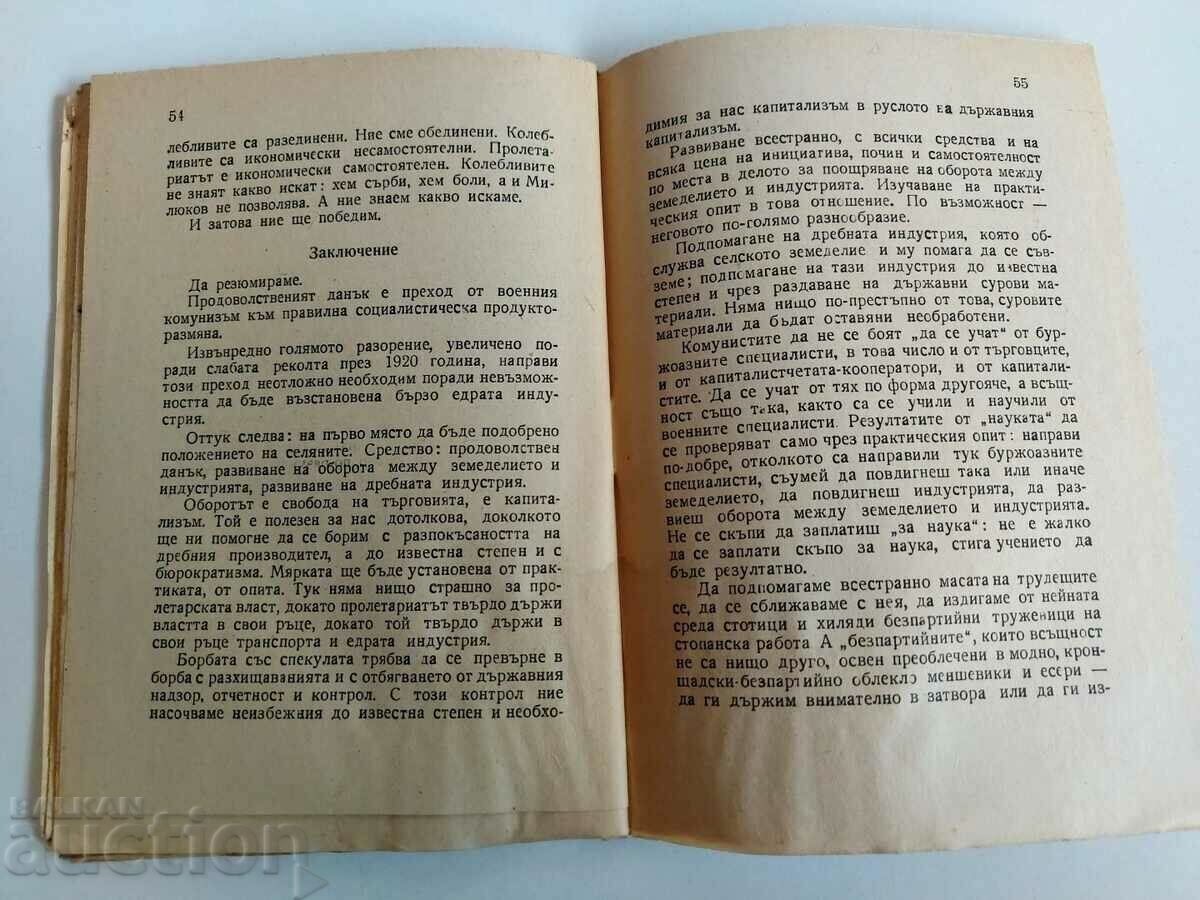 54
лебливите са разединени. Ние сме обединени. Колеб-
ливите са икономически несамостоятелни. Пролета-
риатът е икономически самостоятелен. Колебливите
не знаят какво искат: хем сърби, хем боли, а и Ми-
люков не позволява. А ние знаем какво искаме.
И затова ние ще победим.
Заключение
Да резюмираме.
Продоволственият данък е преход от военния
комунизъм към правилна социалистическа продукто-
размяна.
Извънредно голямото разорение, увеличено по-
ради слабата реколта през 1920 година, направи
този преход неотложно необходим поради невъзмож-
ността да бъде възстановена бързо едрата инду-
стрия.
Оттук следва: на първо място да бъде подобрено
положението на селяните. Средство: продоволствен
данък, развиване на оборота между земеделието и
индустрията, развиване на дребната индустрия.
Оборотът е свобода на търговията, е капита-
лизъм. Той е полезен за нас дотолкова, доколкото
ще ни помогне да се борим с разпокъсаността на
дребния производител, а до известна степен и с
бюрократизма. Мярката ще бъде установена от прак-
тиката, от опита. Тук няма нищо страшно за про-
летарската власт, докато пролетариатът твърдо държи
властта в свои ръце, докато той твърдо държи в
свои ръце транспорта и едрата индустрия.
Борбата със спекулата трябва да се превърне в
борба с разхищаванията и с отбягването от държавния
надзор, отчетност и контрол. С този контрол ние
насочваме неизбежния до известна степен и необхо-
55
димия за нас капитализъм в руслото на държавния
капитализъм.
Развиване всестранно, с всички средства и на
всяка цена на инициатива, почин и самостоятелност
по места в делото за поощряване на оборота между
земеделието и индустрията. Изучаване на практи-
ческия опит в това отношение. По възможност —
неговото по-голямо разнообразие.
Подпомагане на дребната индустрия, която об-
служва селското земеделие и му помага да се съв-
земе; подпомагане на тази индустрия до известна
степен и чрез раздаване на държавни сурови ма-
териали. Няма нищо по-престъпно от това, суровите
материали да бъдат оставяни необработени.
Комунистите да не се боят „да се учат“ от бур-
жоазните специалисти, в това число и от търговците,
и от капиталистчетата-кооператори, и от капитали-
стите. Да се учат от тях по форма другояче, а всъщ-
ност също така, както са се учили и научили от
военните специалисти. Резултатите от „науката“ да
се проверяват само чрез практическия опит: направи
по-добре, отколкото са направили тук буржоазните
специалисти, съумей да повдигнеш така или иначе
земеделието, да повдигнеш индустрията, да раз-
виеш оборота между земеделието и индустрията.
Не се скъпи да заплатиш „за наука“: не е жалко
да се заплати скъпо за наука, стига учението да
бъде резултатно.
Да подпомагаме всестранно масата на трудещите
се, да се сближаваме с нея, да издигаме от нейната
среда стотици и хиляди безпартийни труженици на
стопанска работа А „безпартийните“, които всъщност
не са нищо друго, освен преоблечени в модно, крон-
щадски-безпартийно облекло меншевики и есери —
да ги държим внимателно в затвора или да ги из-
BALKAN
auction